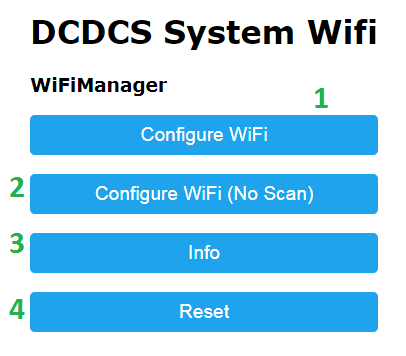 DCDCS System Wifi
WiFiManager
1
Configure WiFi
2 Configure WiFi (No Scan)
3 Info
4 Reset